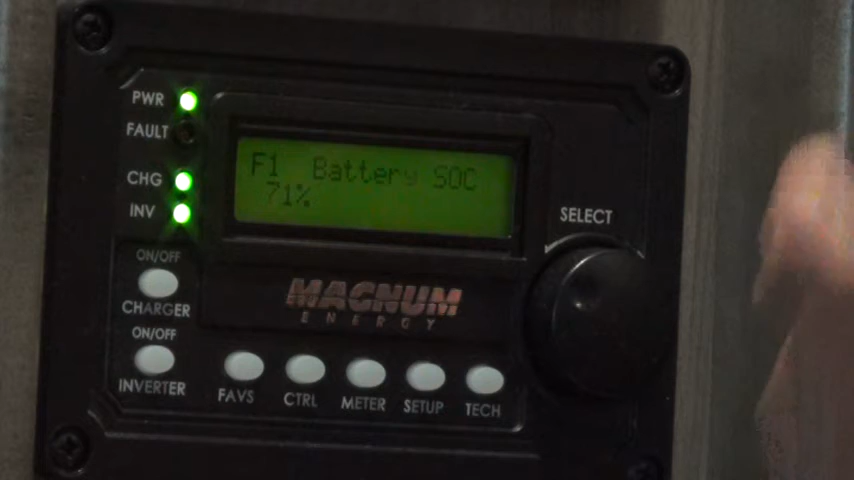 PWR
FAULT
CHG
INV
F1 Battery SOC
71%
SELECT
ON/OFF
CHARGER
ON/OFF
INVERTER
MAGNUM
ENERGY
FAVS
CTRL
METER
SETUP
TECH